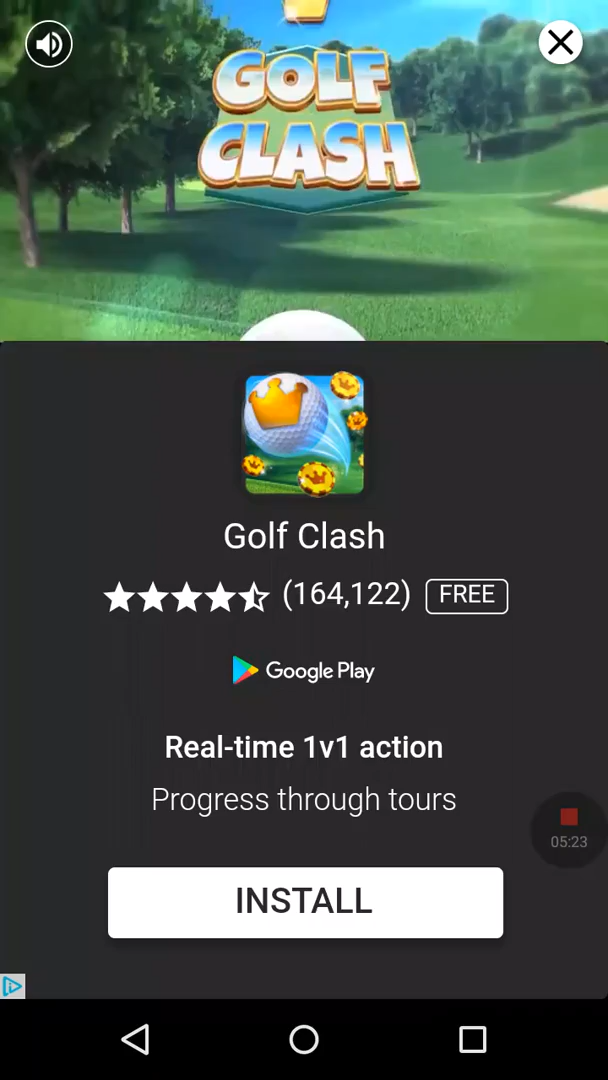 GOLF
CLASH
Golf Clash
(164,122) FREE
Google Play
Real-time 1v1 action
Progress through tours
05:23
INSTALL